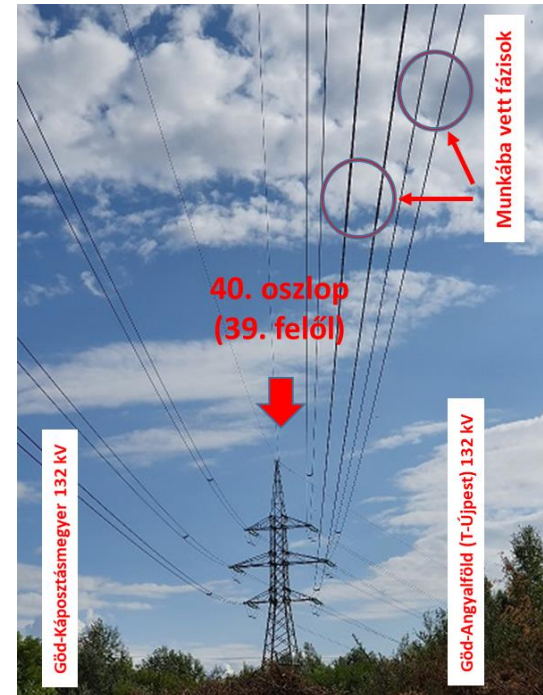 Munkába vett fázisok
40. oszlop
(39. felől)
Göd-Káposztásmegyer 132 kV
Göd-Angyalföld (T-Újpest) 132 kV